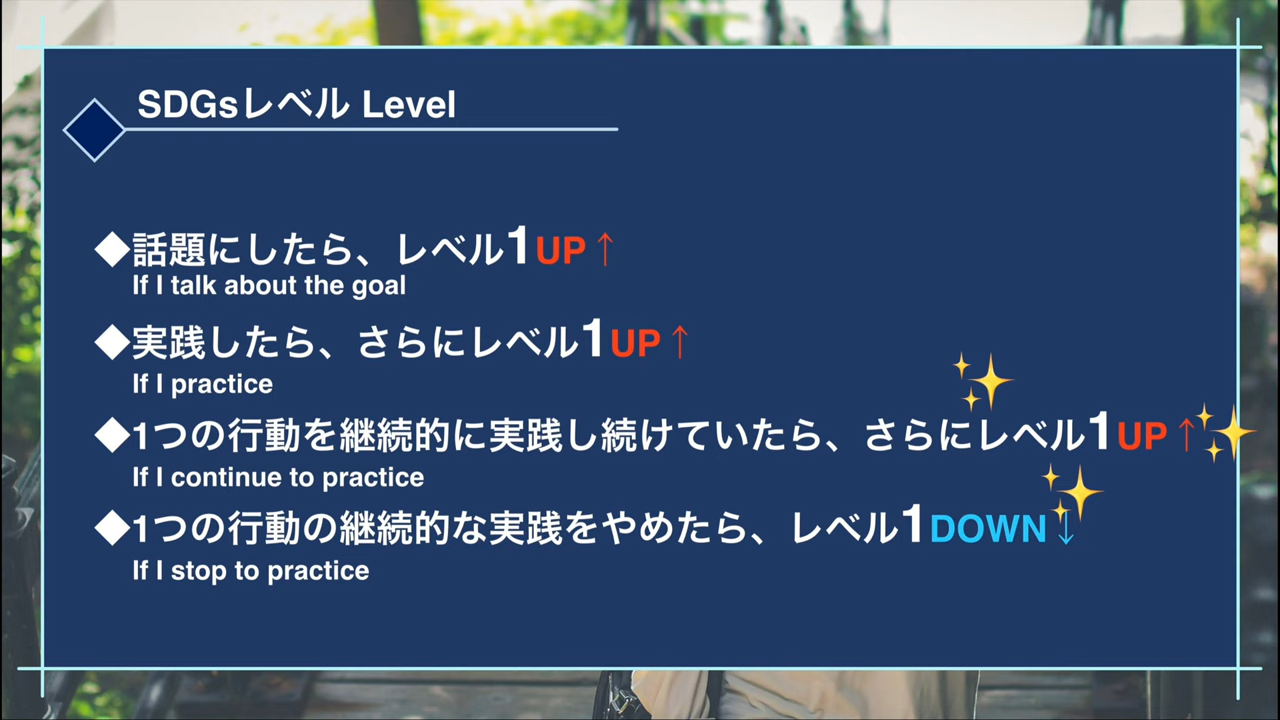 SDGsレベル Level
◆話題にしたら、レベル1UP↑
If I talk about the goal
◆実践したら、さらにレベル1UP↑
If I practice
◆1つの行動を継続的に実践し続けていたら、さらにレベル1UP↑
If I continue to practice
◆1つの行動の継続的な実践をやめたら、レベル1DOWN↓
If I stop to practice